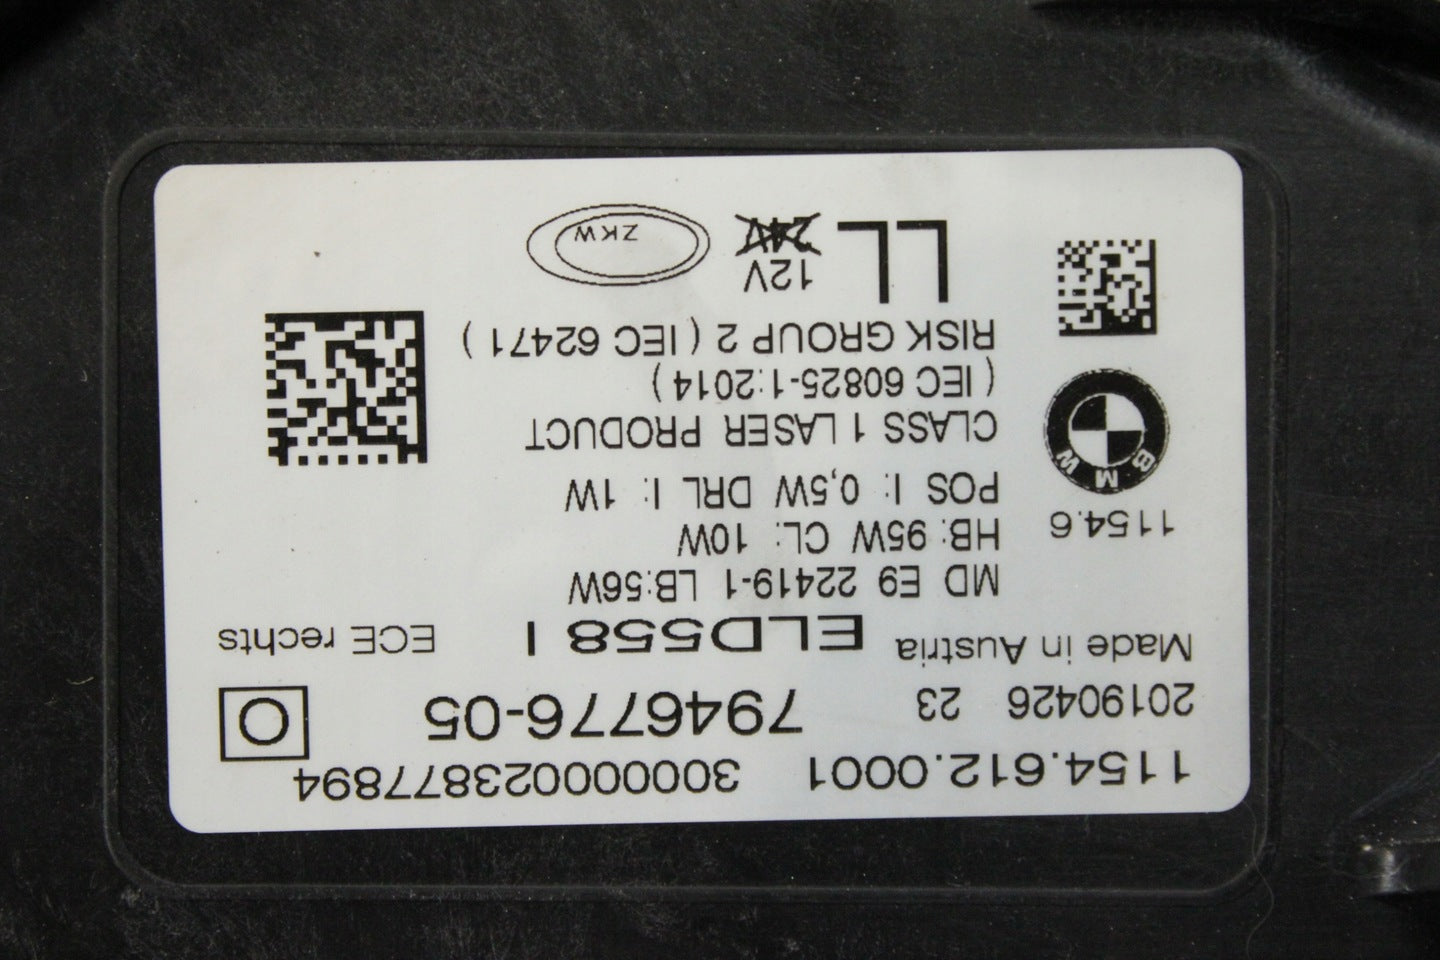 1154.612.0001 300000023877894
20190426 23 7946776-05 O
Made in Austria ELD558 I ECE rechts
MD E9 22419-1 LB:56W
1154.6 HB: 95W CL: 10W
POS I: 0,5W DRL I: 1W
BMW
CLASS 1 LASER PRODUCT
( IEC 60825-1:2014 )
RISK GROUP 2 ( IEC 62471 )
LL 12V ZKW
24V